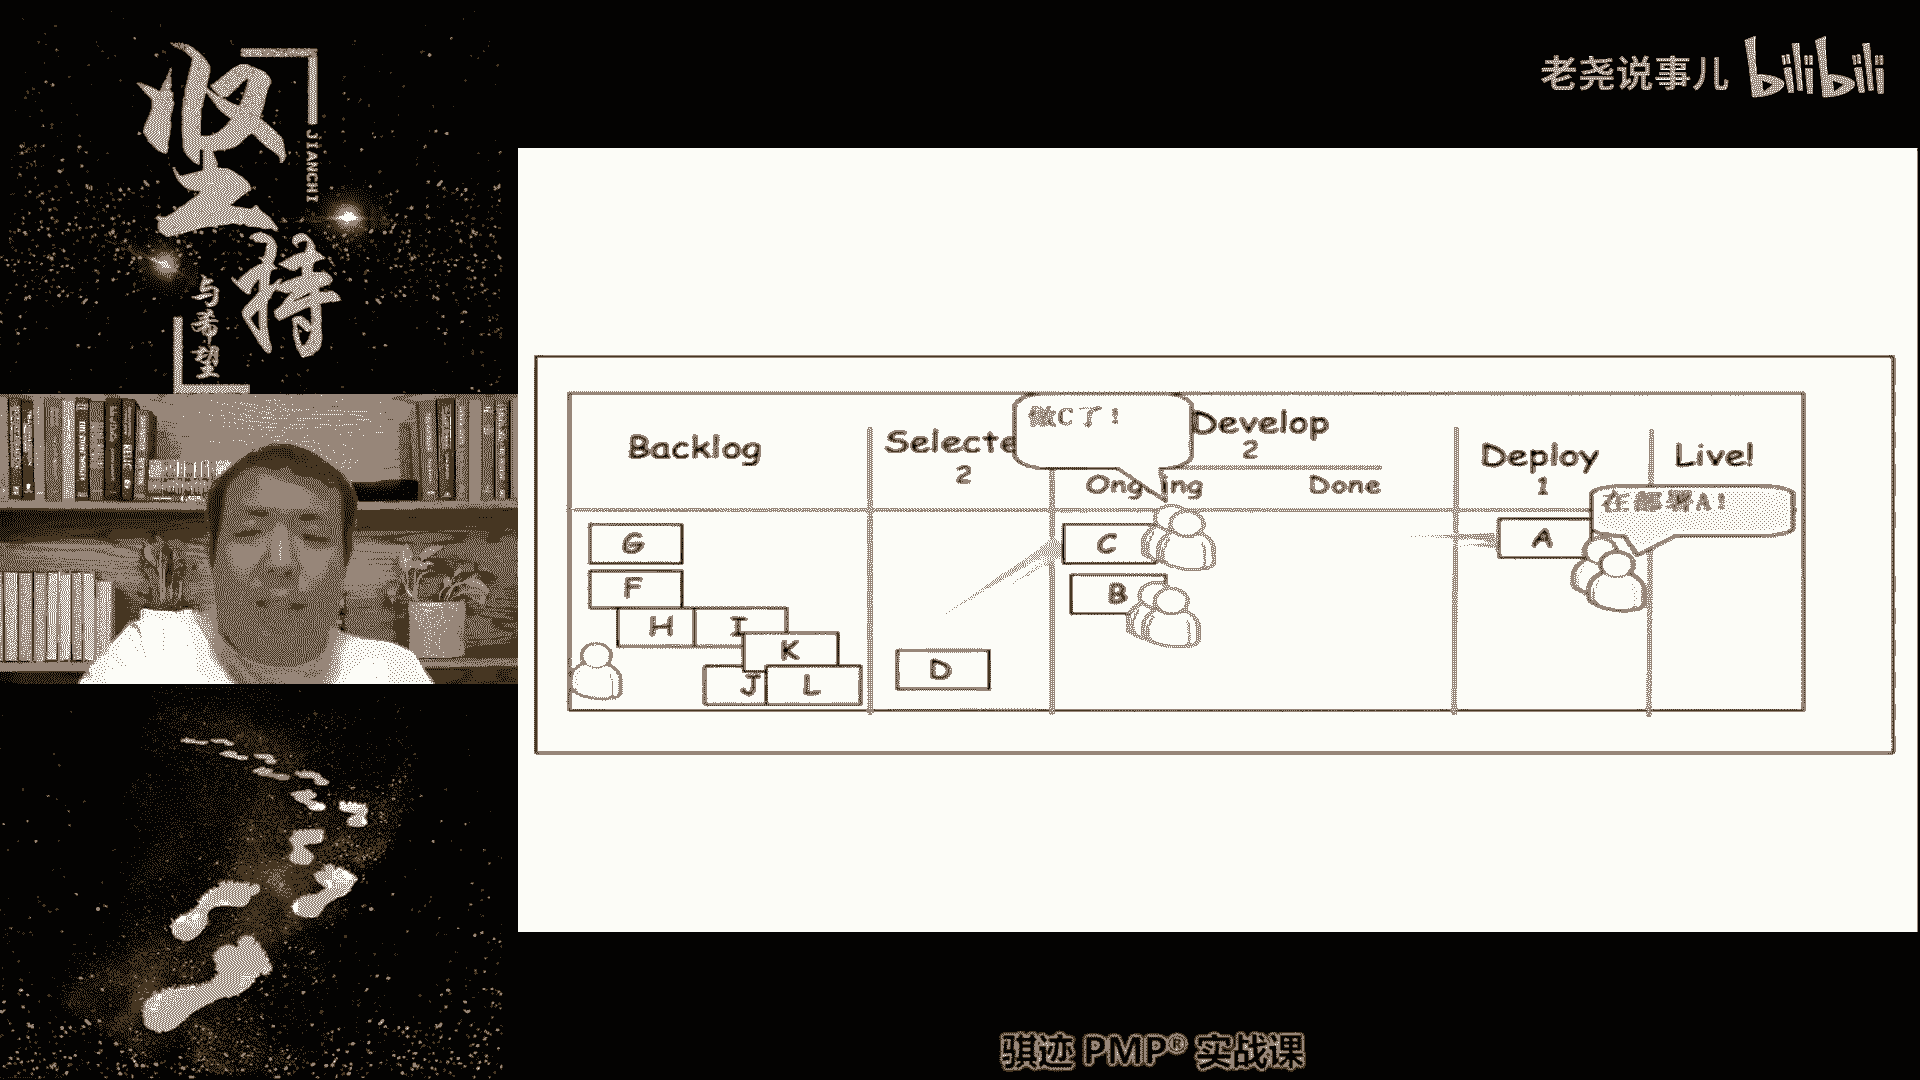 坚
持
JIANCHI
与希望
老尧说事儿 bilibili
Backlog
Selecte
2
做C了!
Develop
2
Ong ing
Done
Deploy
1
Live!
在部署A!
G
F
H
I
K
J
L
D
C
B
A
骐迹 PMP® 实战课